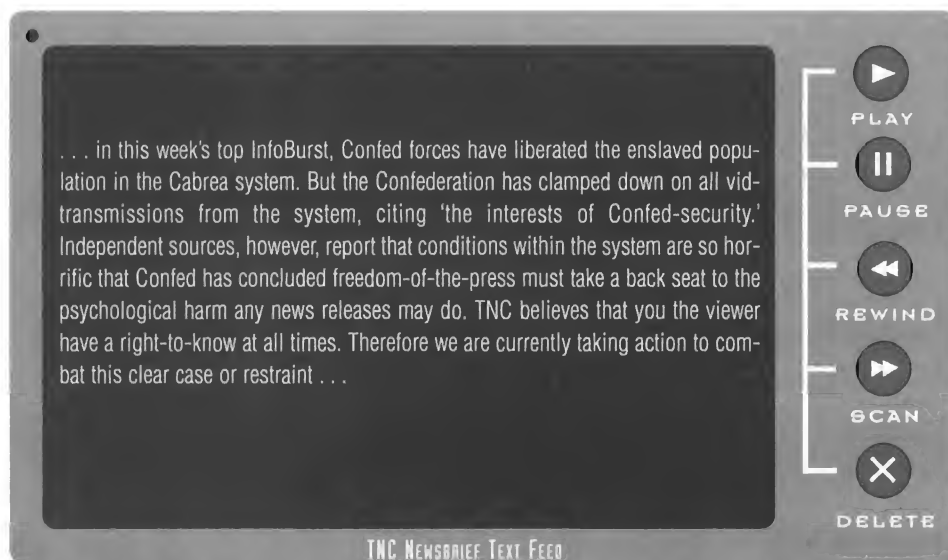 . . . in this week's top InfoBurst, Confed forces have liberated the enslaved popu-
lation in the Cabrea system. But the Confederation has clamped down on all vid-
transmissions from the system, citing 'the interests of Confed-security.'
Independent sources, however, report that conditions within the system are so hor-
rific that Confed has concluded freedom-of-the-press must take a back seat to the
psychological harm any news releases may do. TNC believes that you the viewer
have a right-to-know at all times. Therefore we are currently taking action to com-
bat this clear case or restraint . . .
PLAY
PAUSE
REWIND
SCAN
DELETE
TNC NEWSBRIEF TEXT FEED